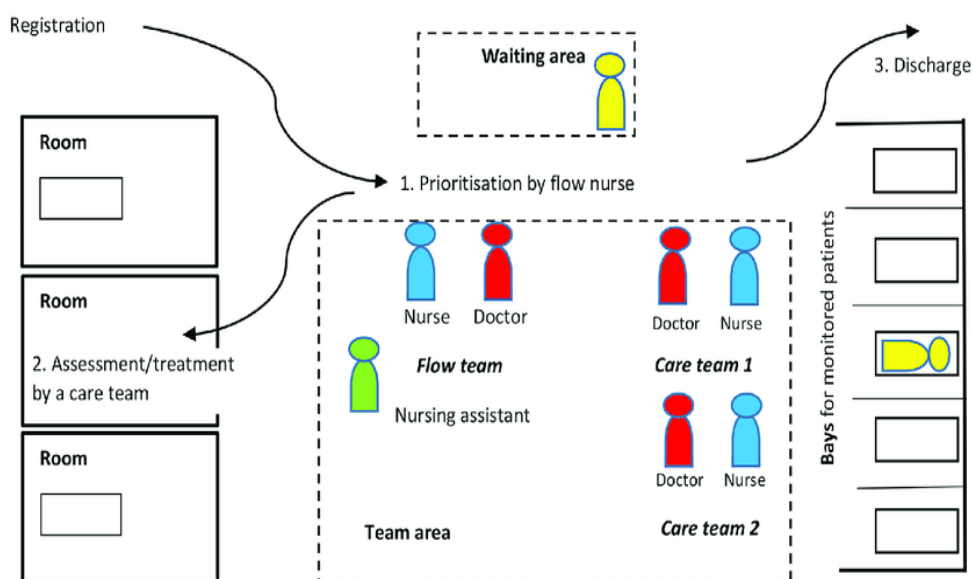 Registration
Waiting area
3. Discharge
Room
1. Prioritisation by flow nurse
Room
2. Assessment/treatment
by a care team
Room
Nurse
Doctor
Flow team
Nursing assistant
Doctor
Nurse
Care team 1
Doctor
Nurse
Care team 2
Team area
Bays for monitored patients